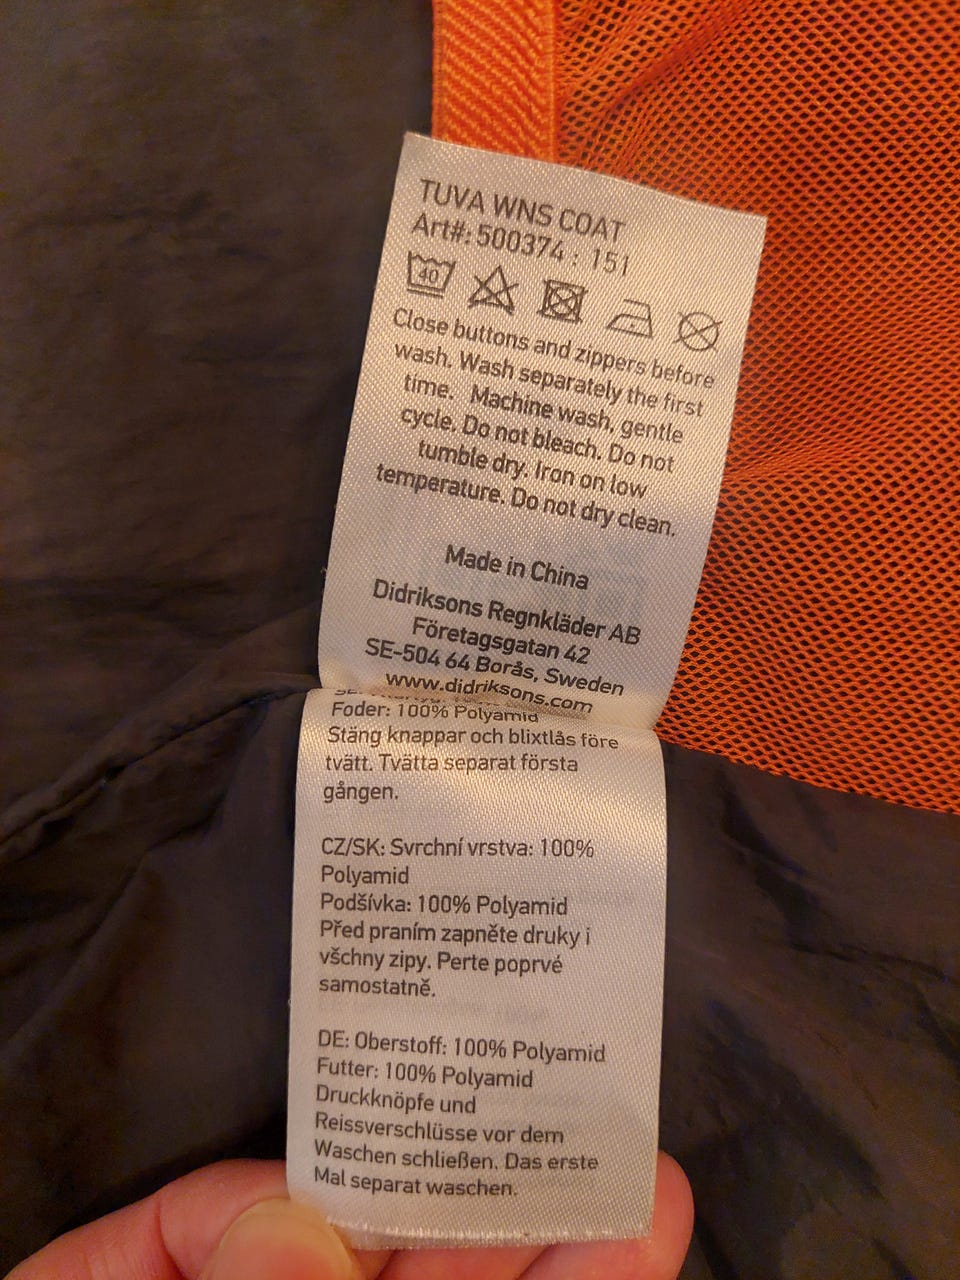 TUVA WNS COAT
Art#: 500374 : 151
40
Close buttons and zippers before
wash. Wash separately the first
time. Machine wash, gentle
cycle. Do not bleach. Do not
tumble dry. Iron on low
temperature. Do not dry clean.
Made in China
Didriksons Regnkläder AB
Företagsgatan 42
SE-504 64 Borås, Sweden
www.didriksons.com
Foder: 100% Polyamid
Stäng knappar och blixtlås före
tvätt. Tvätta separat första
gången.
CZ/SK: Svrchní vrstva: 100%
Polyamid
Podšívka: 100% Polyamid
Před praním zapněte druky i
všchny zipy. Perte poprvé
samostatně.
DE: Oberstoff: 100% Polyamid
Futter: 100% Polyamid
Druckknöpfe und
Reissverschlüsse vor dem
Waschen schließen. Das erste
Mal separat waschen.